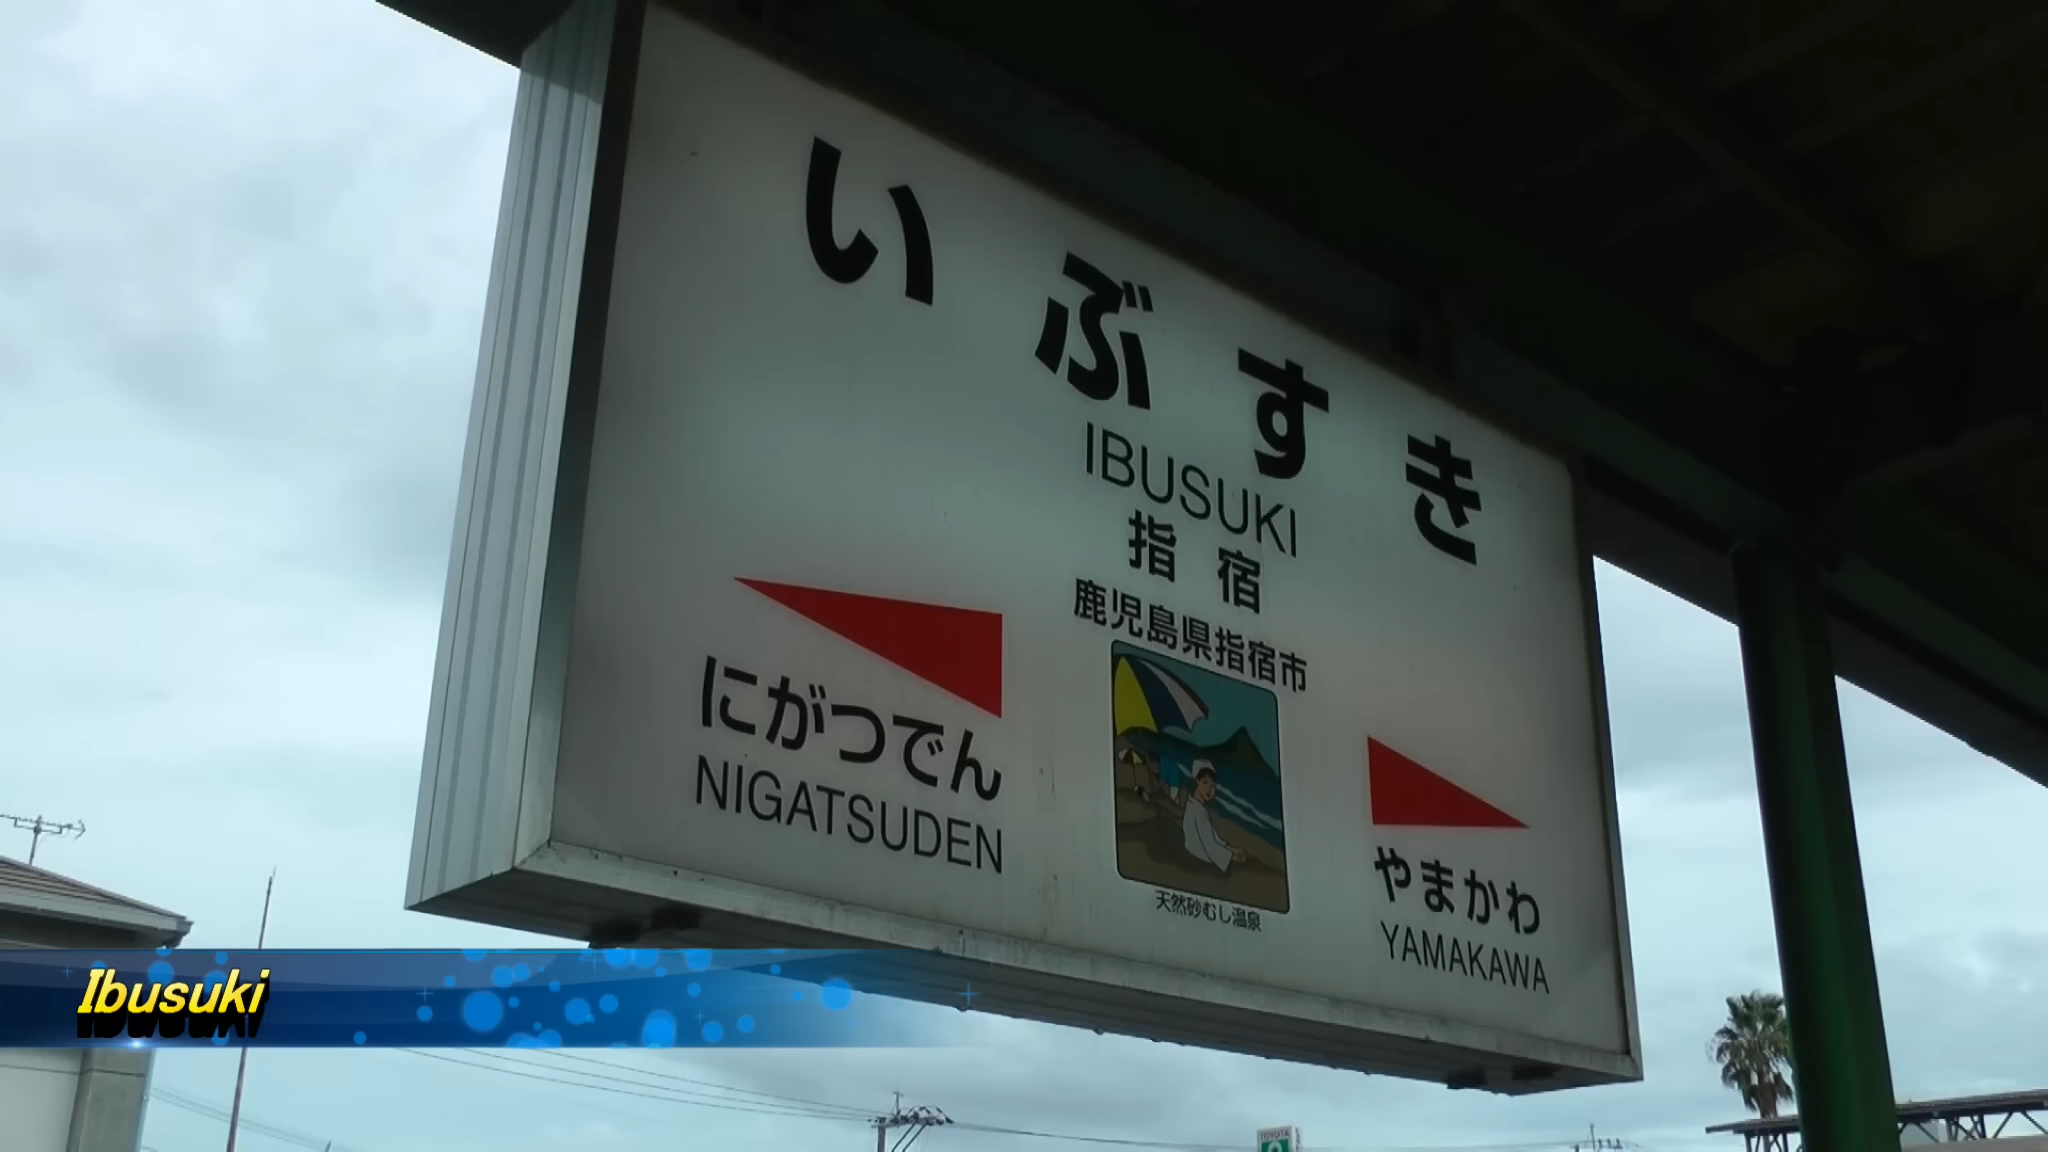 いぶすき
IBUSUKI
指宿
鹿児島県指宿市
にがつでん
NIGATSUDEN
やまかわ
YAMAKAWA
天然砂むし温泉
Ibusuki
TOYOTA